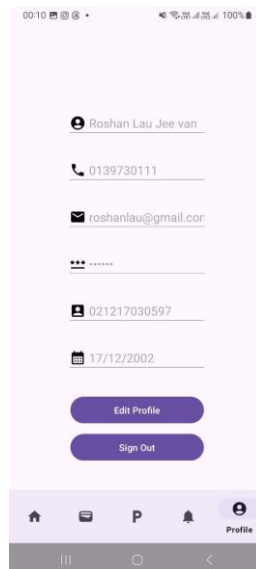 00:10 100%
Roshan Lau Jee van
0139730111
roshanlau@gmail.com
*** ······
021217030597
17/12/2002
Edit Profile
Sign Out
P
Profile